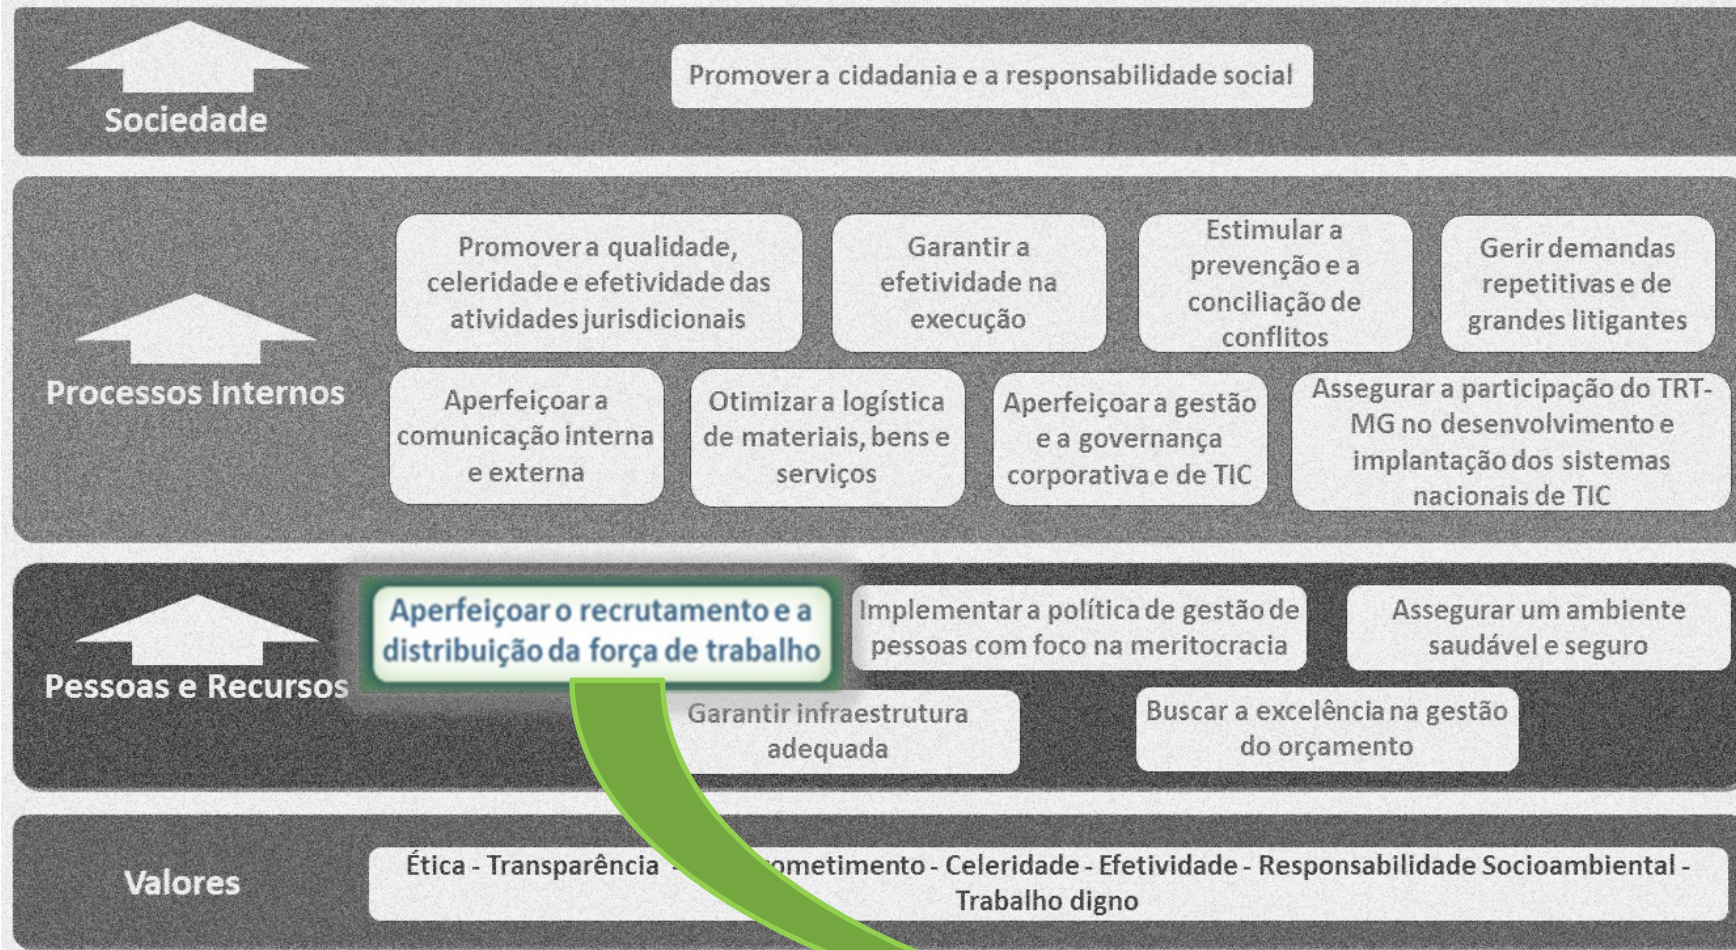 Sociedade
Promover a cidadania e a responsabilidade social
Processos Internos
Promover a qualidade,
celeridade e efetividade das
atividades jurisdicionais
Garantir a
efetividade na
execução
Estimular a
prevenção e a
conciliação de
conflitos
Gerir demandas
repetitivas e de
grandes litigantes
Aperfeiçoar a
comunicação interna
e externa
Otimizar a logística
de materiais, bens e
serviços
Aperfeiçoar a gestão
e a governança
corporativa e de TIC
Assegurar a participação do TRT-
MG no desenvolvimento e
implantação dos sistemas
nacionais de TIC
Pessoas e Recursos
Aperfeiçoar o recrutamento e a
distribuição da força de trabalho
Implementar a política de gestão de
pessoas com foco na meritocracia
Assegurar um ambiente
saudável e seguro
Garantir infraestrutura
adequada
Buscar a excelência na gestão
do orçamento
Valores
Ética - Transparência - ometimento - Celeridade - Efetividade - Responsabilidade Socioambiental -
Trabalho digno